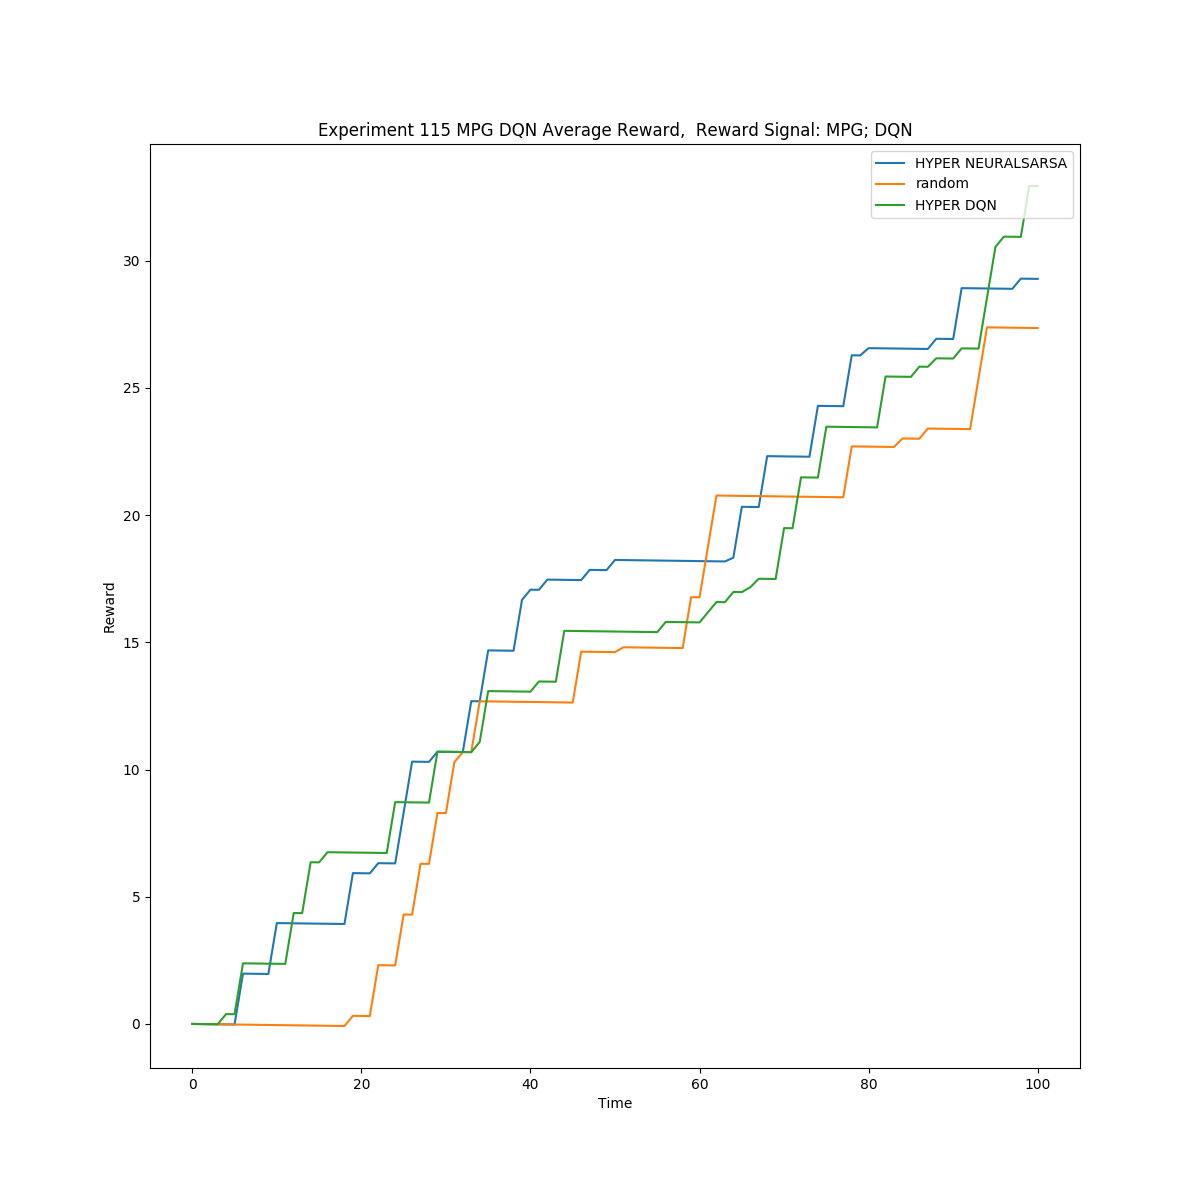 Experiment 115 MPG DQN Average Reward,  Reward Signal: MPG; DQN
HYPER NEURALSARSA
random
HYPER DQN
Reward
30
25
20
15
10
5
0
0 20 40 60 80 100
Time